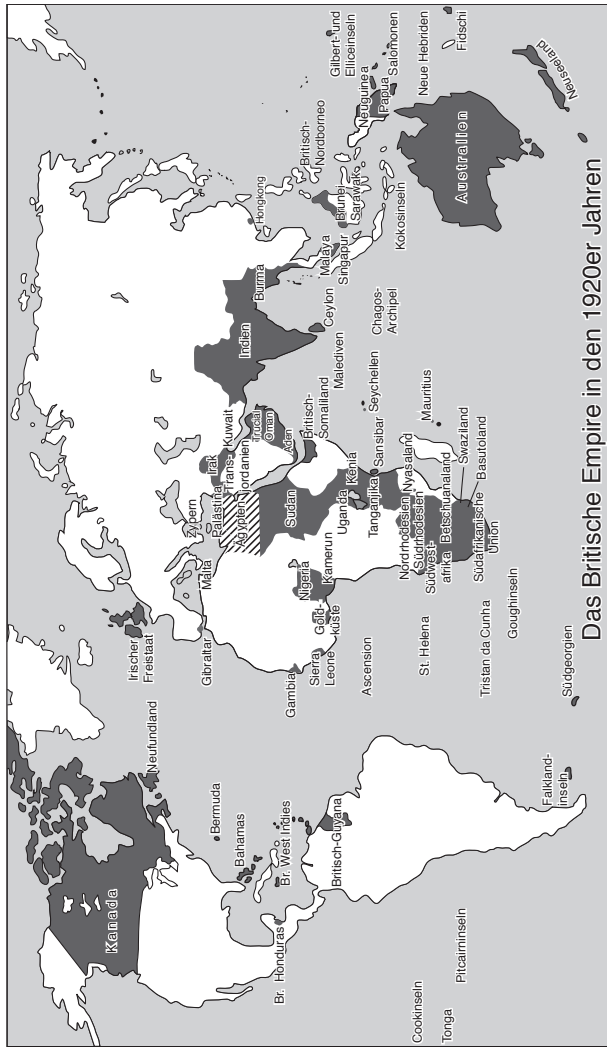 Kanada
Neufundland
Bermuda
Bahamas
Br. West Indies
Br. Honduras
Britisch-Guyana
Falkland-
inseln
Cookinseln
Tonga
Pitcairninseln
Südgeorgien
Irischer
Freistaat
Gibraltar
Malta
Zypern
Palästina
Trans-
Jordanien
Irak
Kuwait
Ägypten
Trucial
Oman
Aden
Sudan
Britisch-
Somaliland
Gambia
Sierra
Leone
Gold-
küste
Nigeria
Kamerun
Uganda
Kenia
Tanganjika
Sansibar
Ascension
St. Helena
Nordrhodesien
Njassaland
Südrhodesien
Südwest-
afrika
Betschuanaland
Swaziland
Basutoland
Südafrikanische
Union
Tristan da Cunha
Goughinseln
Seychellen
Mauritius
Malediven
Chagos-
Archipel
Indien
Ceylon
Burma
Hongkong
Malaya
Singapur
Britisch-
Nordborneo
Brunei
Sarawak
Kokosinseln
Gilbert- und
Elliceinseln
Neuguinea
Papua
Salomonen
Neue Hebriden
Fidschi
Australien
Neuseeland
Das Britische Empire in den 1920er Jahren